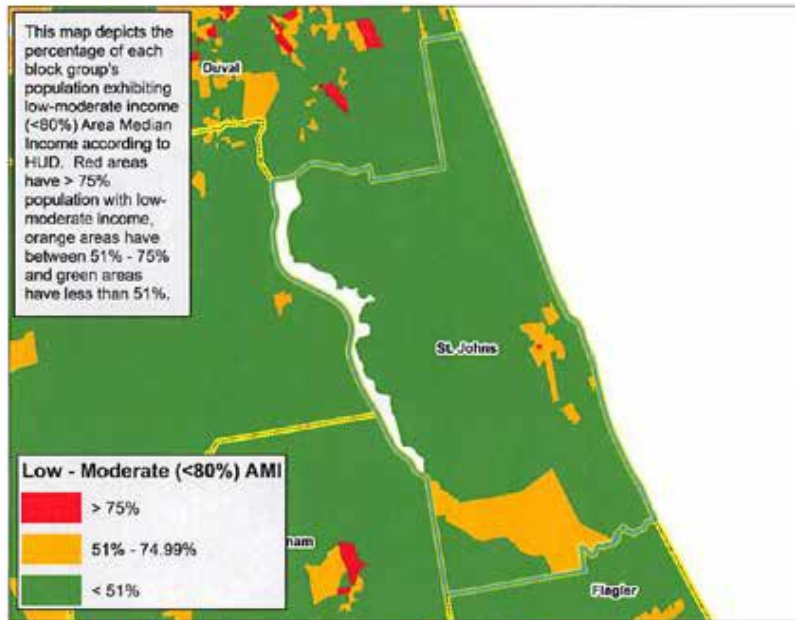 This map depicts the
percentage of each
block group's
population exhibiting
low-moderate income
(<80%) Area Median
Income according to
HUD. Red areas
have > 75%
population with low-
moderate income,
orange areas have
between 51% - 75%
and green areas
have less than 51%.
Duval
St. Johns
Low - Moderate (<80%) AMI
> 75%
51% - 74.99%
< 51%
nam
Flagler